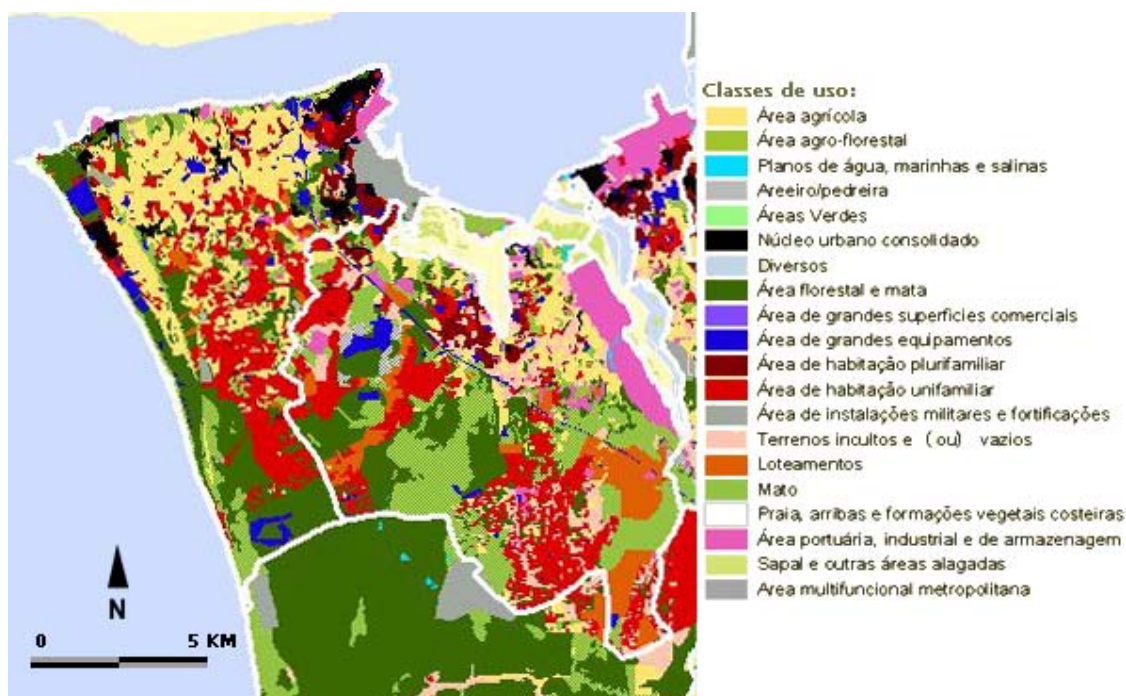 Classes de uso:
Área agrícola
Área agro-florestal
Planos de água, marinhas e salinas
Areeiro/pedreira
Áreas Verdes
Núcleo urbano consolidado
Diversos
Área florestal e mata
Área de grandes superfícies comerciais
Área de grandes equipamentos
Área de habitação plurifamiliar
Área de habitação unifamiliar
Área de instalações militares e fortificações
Terrenos incultos e (ou) vazios
Loteamentos
Mato
Praia, arribas e formações vegetais costeiras
Área portuária, industrial e de armazenagem
Sapal e outras áreas alagadas
Area multifuncional metropolitana
N
0 5 KM